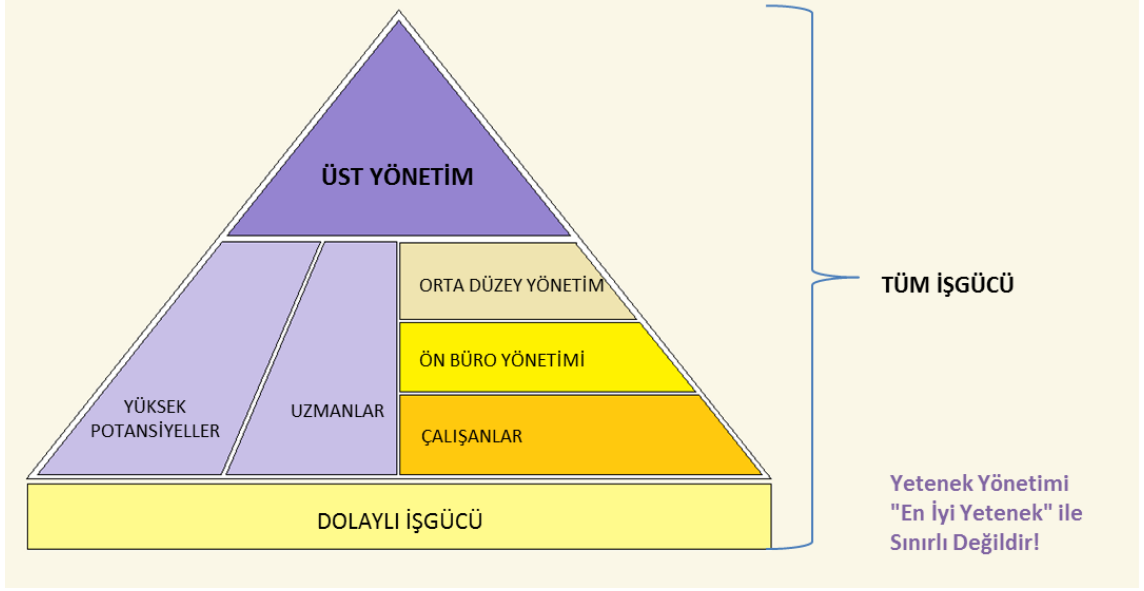 ÜST YÖNETİM
ORTA DÜZEY YÖNETİM
ÖN BÜRO YÖNETİMİ
YÜKSEK
POTANSİYELLER
UZMANLAR
ÇALIŞANLAR
DOLAYLI İŞGÜCÜ
TÜM İŞGÜCÜ
Yetenek Yönetimi
"En İyi Yetenek" ile
Sınırlı Değildir!